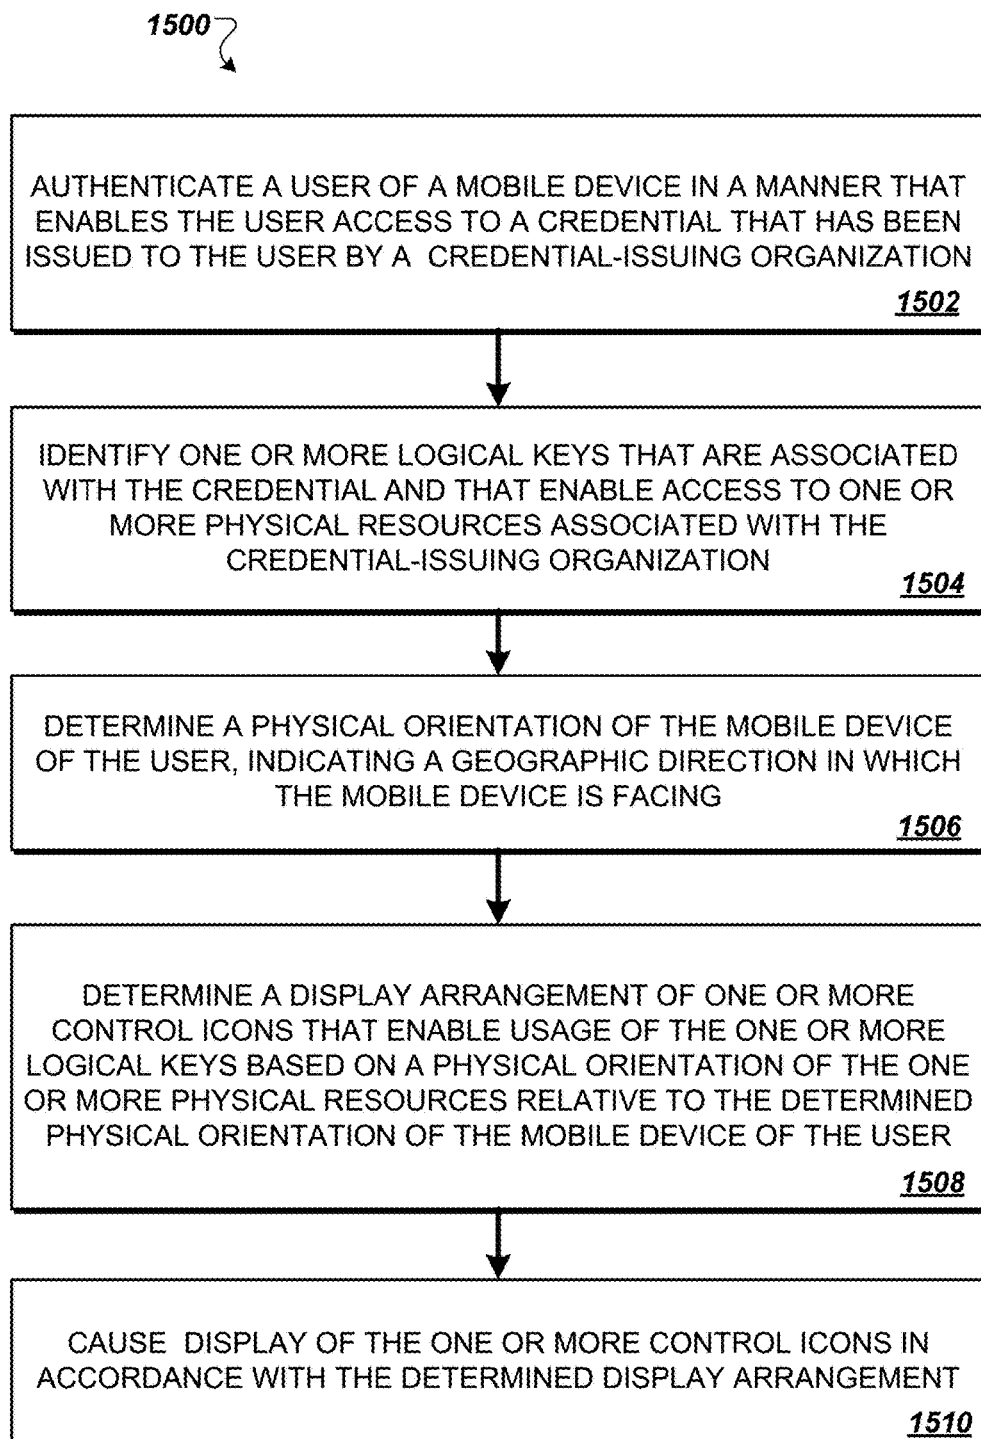 1500
AUTHENTICATE A USER OF A MOBILE DEVICE IN A MANNER THAT
ENABLES THE USER ACCESS TO A CREDENTIAL THAT HAS BEEN
ISSUED TO THE USER BY A CREDENTIAL-ISSUING ORGANIZATION
1502
IDENTIFY ONE OR MORE LOGICAL KEYS THAT ARE ASSOCIATED
WITH THE CREDENTIAL AND THAT ENABLE ACCESS TO ONE OR
MORE PHYSICAL RESOURCES ASSOCIATED WITH THE
CREDENTIAL-ISSUING ORGANIZATION
1504
DETERMINE A PHYSICAL ORIENTATION OF THE MOBILE DEVICE
OF THE USER, INDICATING A GEOGRAPHIC DIRECTION IN WHICH
THE MOBILE DEVICE IS FACING
1506
DETERMINE A DISPLAY ARRANGEMENT OF ONE OR MORE
CONTROL ICONS THAT ENABLE USAGE OF THE ONE OR MORE
LOGICAL KEYS BASED ON A PHYSICAL ORIENTATION OF THE ONE
OR MORE PHYSICAL RESOURCES RELATIVE TO THE DETERMINED
PHYSICAL ORIENTATION OF THE MOBILE DEVICE OF THE USER
1508
CAUSE DISPLAY OF THE ONE OR MORE CONTROL ICONS IN
ACCORDANCE WITH THE DETERMINED DISPLAY ARRANGEMENT
1510